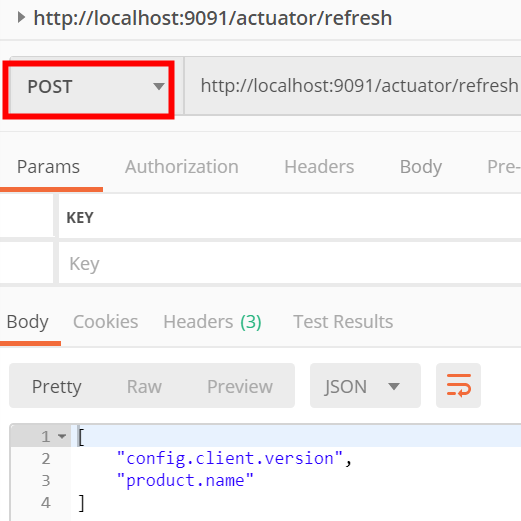 http://localhost:9091/actuator/refresh
POST http://localhost:9091/actuator/refresh
Params Authorization Headers Body Pre-
KEY
Key
Body Cookies Headers (3) Test Results
Pretty Raw Preview JSON
1 [
2 "config.client.version",
3 "product.name"
4 ]